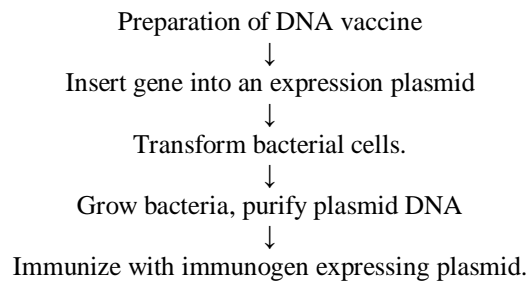 Preparation of DNA vaccine
↓
Insert gene into an expression plasmid
↓
Transform bacterial cells.
↓
Grow bacteria, purify plasmid DNA
↓
Immunize with immunogen expressing plasmid.